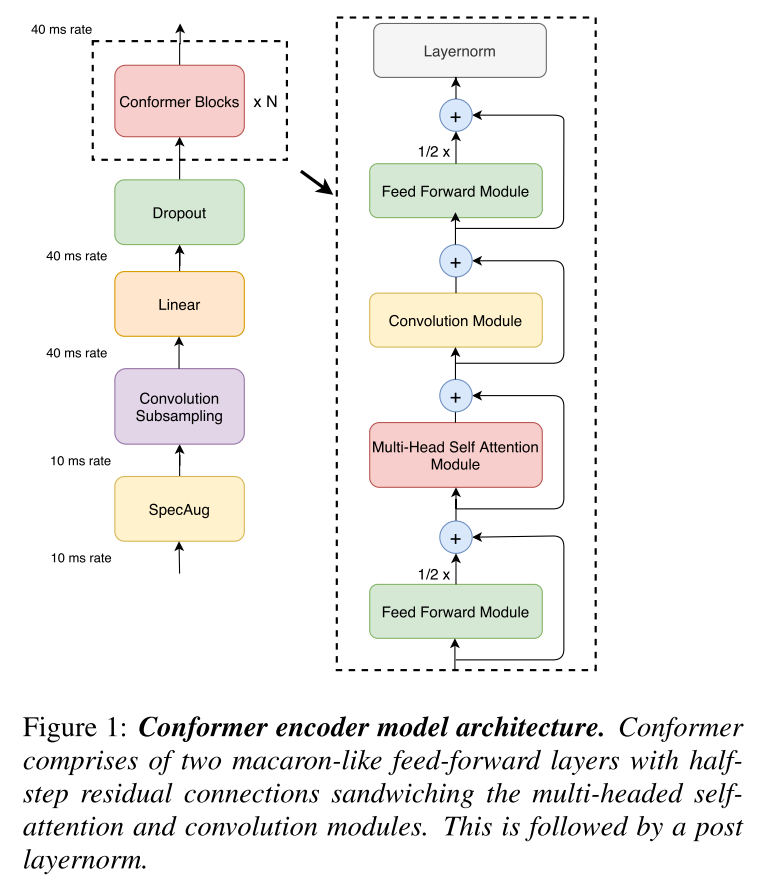 40 ms rate
Conformer Blocks
x N
Dropout
40 ms rate
Linear
40 ms rate
Convolution
Subsampling
10 ms rate
SpecAug
10 ms rate
Layernorm
+
1/2 x
Feed Forward Module
+
Convolution Module
+
Multi-Head Self Attention
Module
+
1/2 x
Feed Forward Module
Figure 1: Conformer encoder model architecture. Conformer
comprises of two macaron-like feed-forward layers with half-
step residual connections sandwiching the multi-headed self-
attention and convolution modules. This is followed by a post
layernorm.